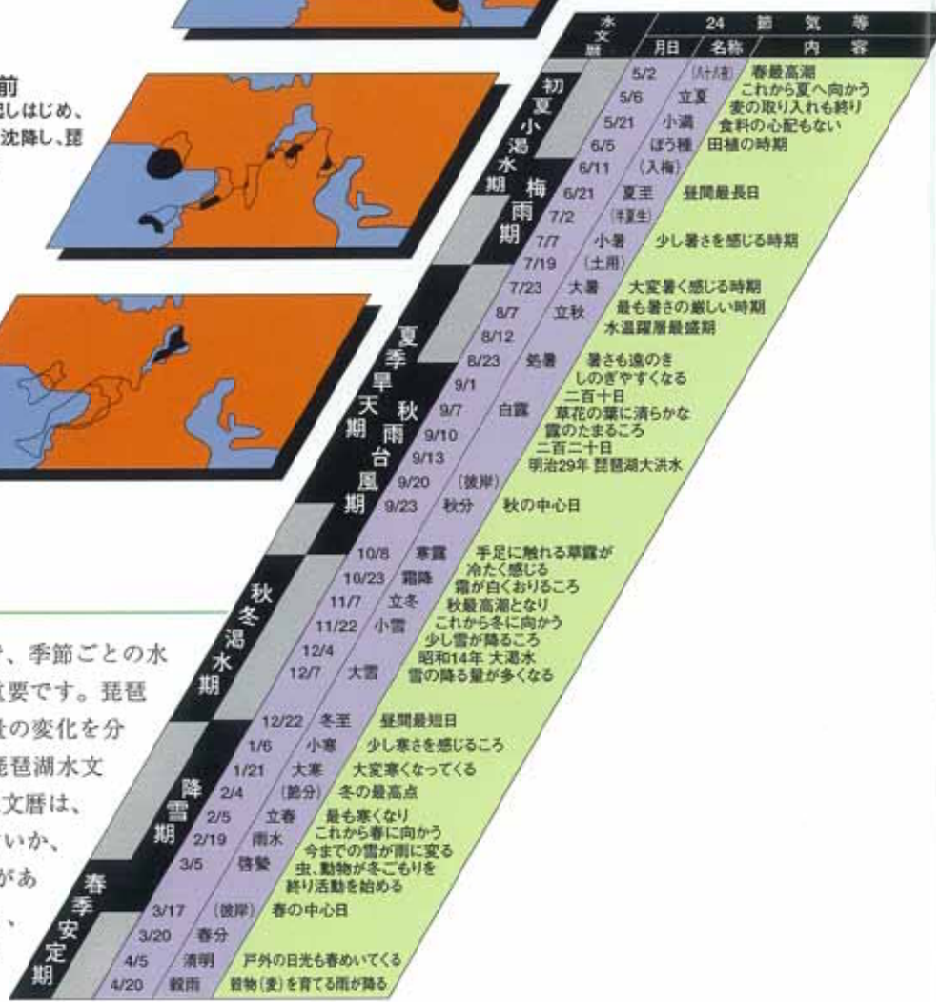 前
起しはじめ、
沈降し、琵
水文暦 24節気等
月日 名称 内容
初夏小渇水期
梅雨期
夏季旱天期
秋雨台風期
秋冬渇水期
降雪期
春季安定期
5/2 (八十八夜) 春最高潮
5/6 立夏 これから夏へ向かう
麦の取り入れも終り
5/21 小満 食料の心配もない
6/5 ぼう種 田植の時期
6/11 (入梅)
6/21 夏至 昼間最長日
7/2 (半夏生)
7/7 小暑 少し暑さを感じる時期
7/19 (土用)
7/23 大暑 大変暑く感じる時期
8/7 立秋 最も暑さの厳しい時期
8/12 水温躍層最盛期
8/23 処暑 暑さも遠のき
しのぎやすくなる
9/1 二百十日
9/7 白露 草花の葉に清らかな
露のたまるころ
9/10 二百二十日
9/13 明治29年 琵琶湖大洪水
9/20 (彼岸)
9/23 秋分 秋の中心日
10/8 寒露 手足に触れる草露が
冷たく感じる
10/23 霜降 霜が白くおりるころ
11/7 立冬 秋最高潮となり
これから冬に向かう
11/22 小雪 少し雪が降るころ
12/4 昭和14年 大渇水
12/7 大雪 雪の降る量が多くなる
12/22 冬至 昼間最短日
1/6 小寒 少し寒さを感じるころ
1/21 大寒 大変寒くなってくる
2/4 (節分) 冬の最高点
2/5 立春 最も寒くなり
これから春に向かう
2/19 雨水 今までの雪が雨に変る
3/5 啓蟄 虫、動物が冬ごもりを
終り活動を始める
3/17 (彼岸) 春の中心日
3/20 春分
4/5 清明 戸外の日光も春めいてくる
4/20 穀雨 穀物(麦)を育てる雨が降る
、季節ごとの水
重要です。琵琶
量の変化を分
琵琶湖水文
文暦は、
いか、
があ
、